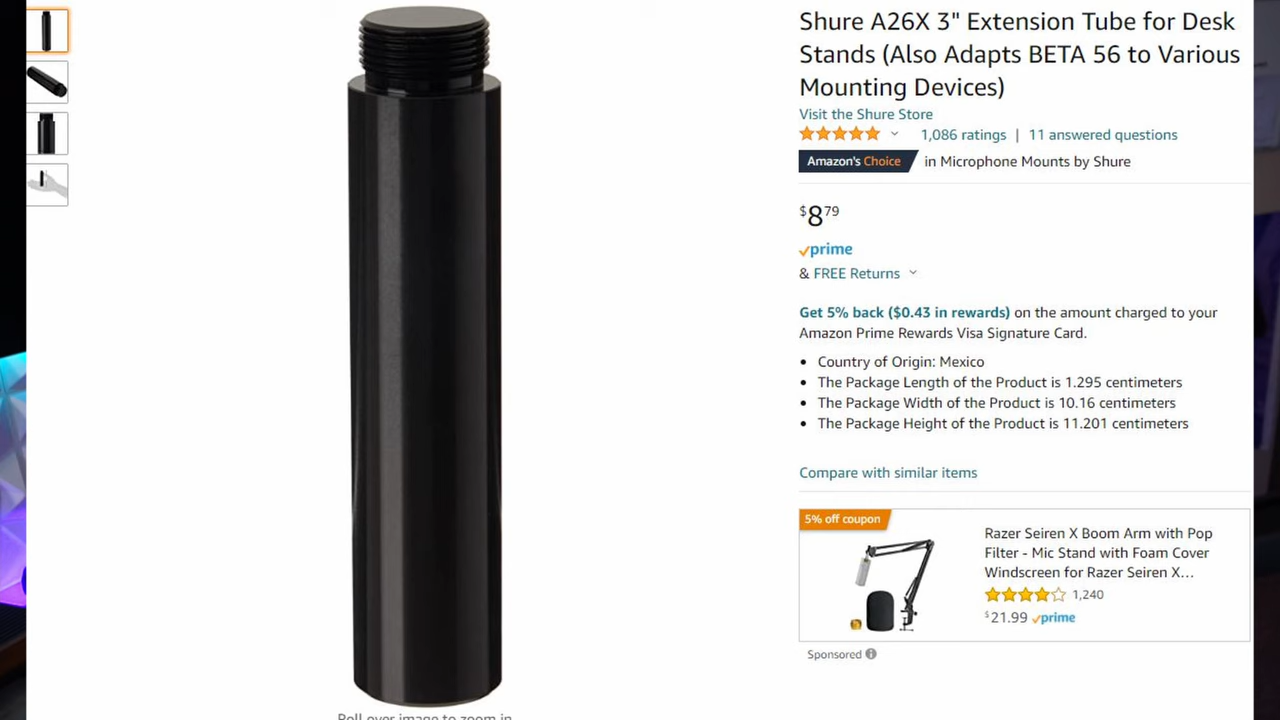 Shure A26X 3" Extension Tube for Desk
Stands (Also Adapts BETA 56 to Various
Mounting Devices)
Visit the Shure Store
1,086 ratings | 11 answered questions
Amazon's Choice in Microphone Mounts by Shure
$8 79
prime
& FREE Returns
Get 5% back ($0.43 in rewards) on the amount charged to your
Amazon Prime Rewards Visa Signature Card.
• Country of Origin: Mexico
• The Package Length of the Product is 1.295 centimeters
• The Package Width of the Product is 10.16 centimeters
• The Package Height of the Product is 11.201 centimeters
Compare with similar items
5% off coupon
Razer Seiren X Boom Arm with Pop
Filter - Mic Stand with Foam Cover
Windscreen for Razer Seiren X...
1,240
$21.99 prime
Sponsored
Roll over image to zoom in